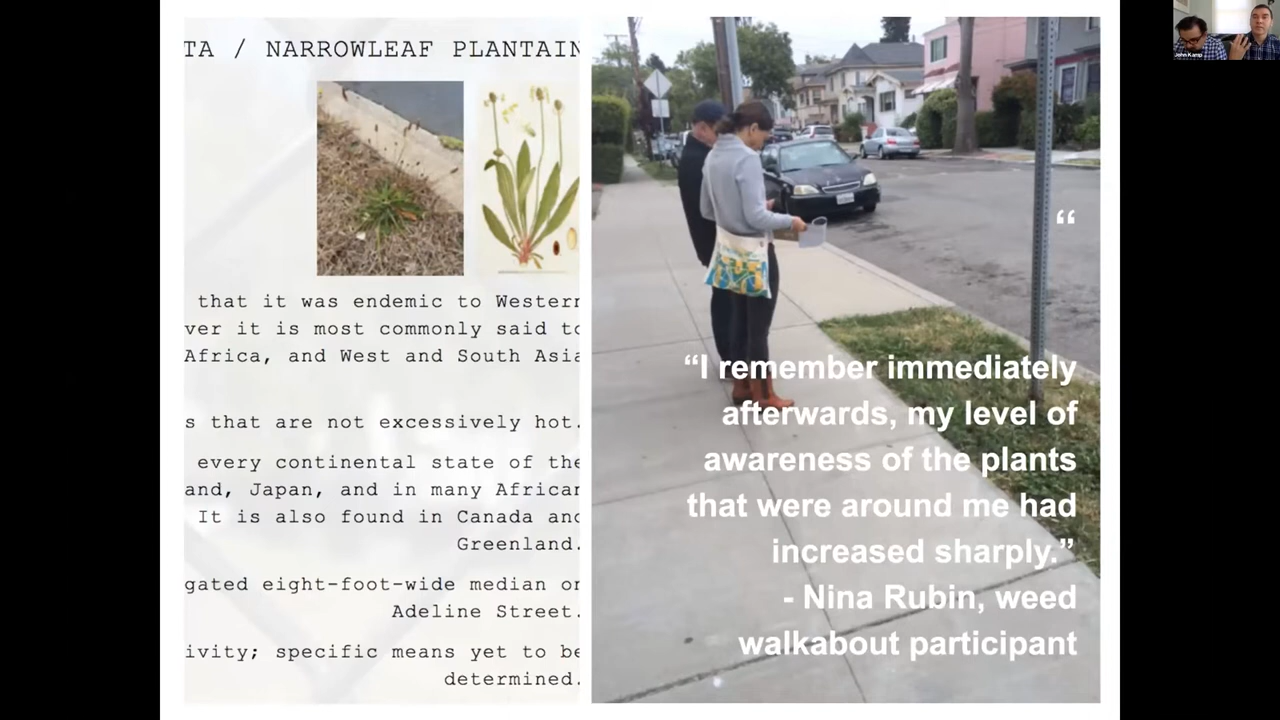 TA / NARROWLEAF PLANTAIN
that it was endemic to Western
ver it is most commonly said to
Africa, and West and South Asia
s that are not excessively hot.
every continental state of the
and, Japan, and in many African
It is also found in Canada and
Greenland.
gated eight-foot-wide median on
Adeline Street.
ivity; specific means yet to be
determined.
“
“I remember immediately
afterwards, my level of
awareness of the plants
that were around me had
increased sharply.”
- Nina Rubin, weed
walkabout participant
John Kamp